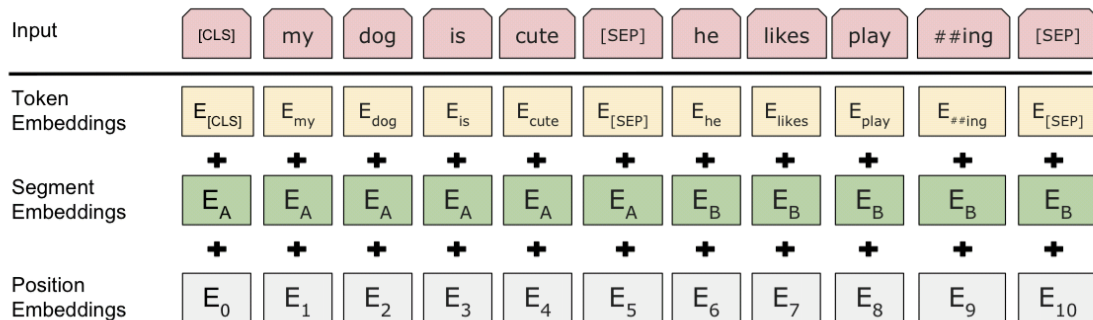 Input [CLS] my dog is cute [SEP] he likes play ##ing [SEP]
Token
Embeddings
E[CLS] Emy Edog Eis Ecute E[SEP] Ehe Elikes Eplay E##ing E[SEP]
+ + + + + + + + + + +
Segment
Embeddings
EA EA EA EA EA EA EB EB EB EB EB
+ + + + + + + + + + +
Position
Embeddings
E0 E1 E2 E3 E4 E5 E6 E7 E8 E9 E10